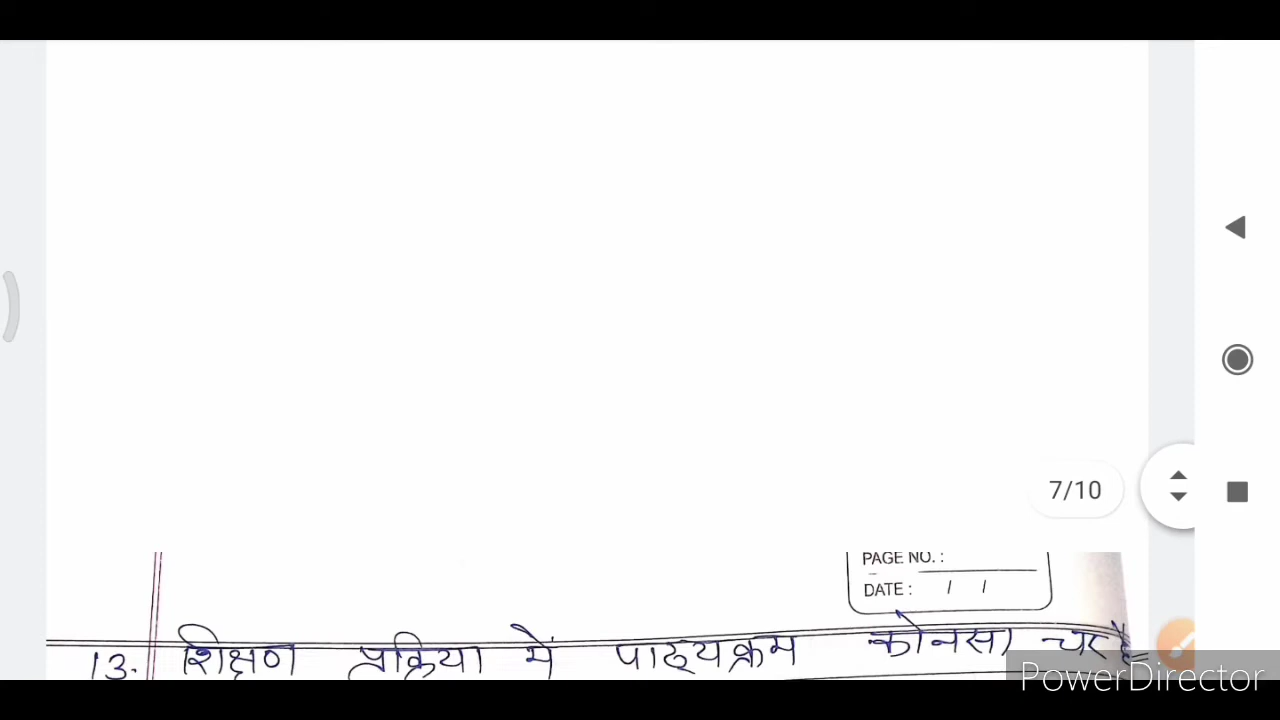 7/10
PAGE NO. :
DATE : / /
13. शिक्षण प्रक्रिया में पाठ्यक्रम कोनसा चर है
PowerDirector